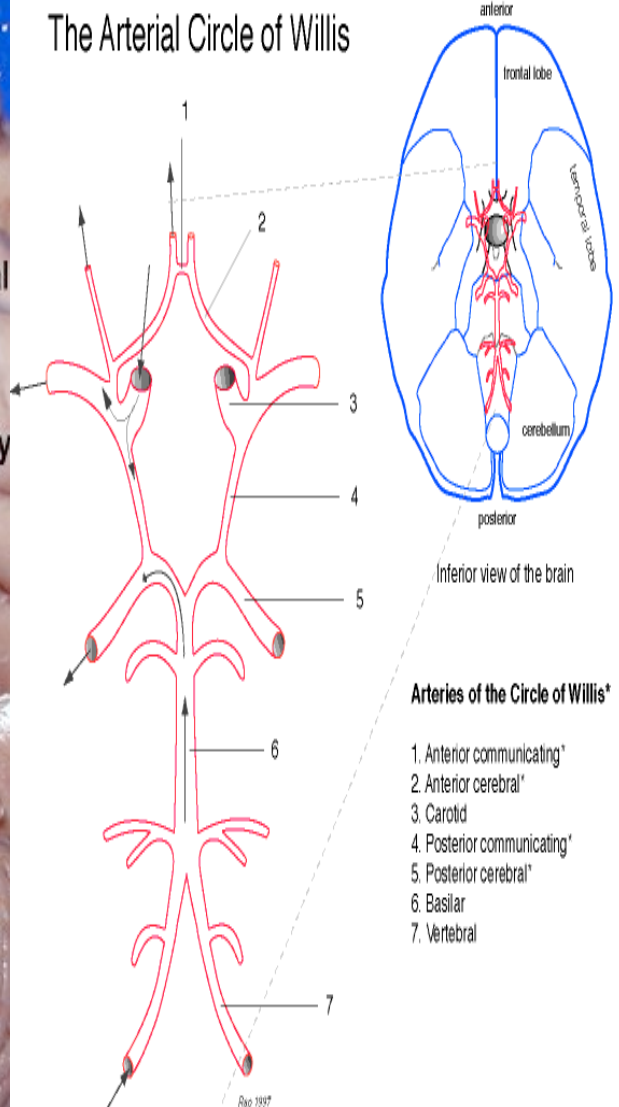 The Arterial Circle of Willis
anterior
frontal lobe
temporal lobe
cerebellum
posterior
Inferior view of the brain
1
2
3
4
5
6
7
Arteries of the Circle of Willis*
1. Anterior communicating*
2. Anterior cerebral*
3. Carotid
4. Posterior communicating*
5. Posterior cerebral*
6. Basilar
7. Vertebral
Rao 1997